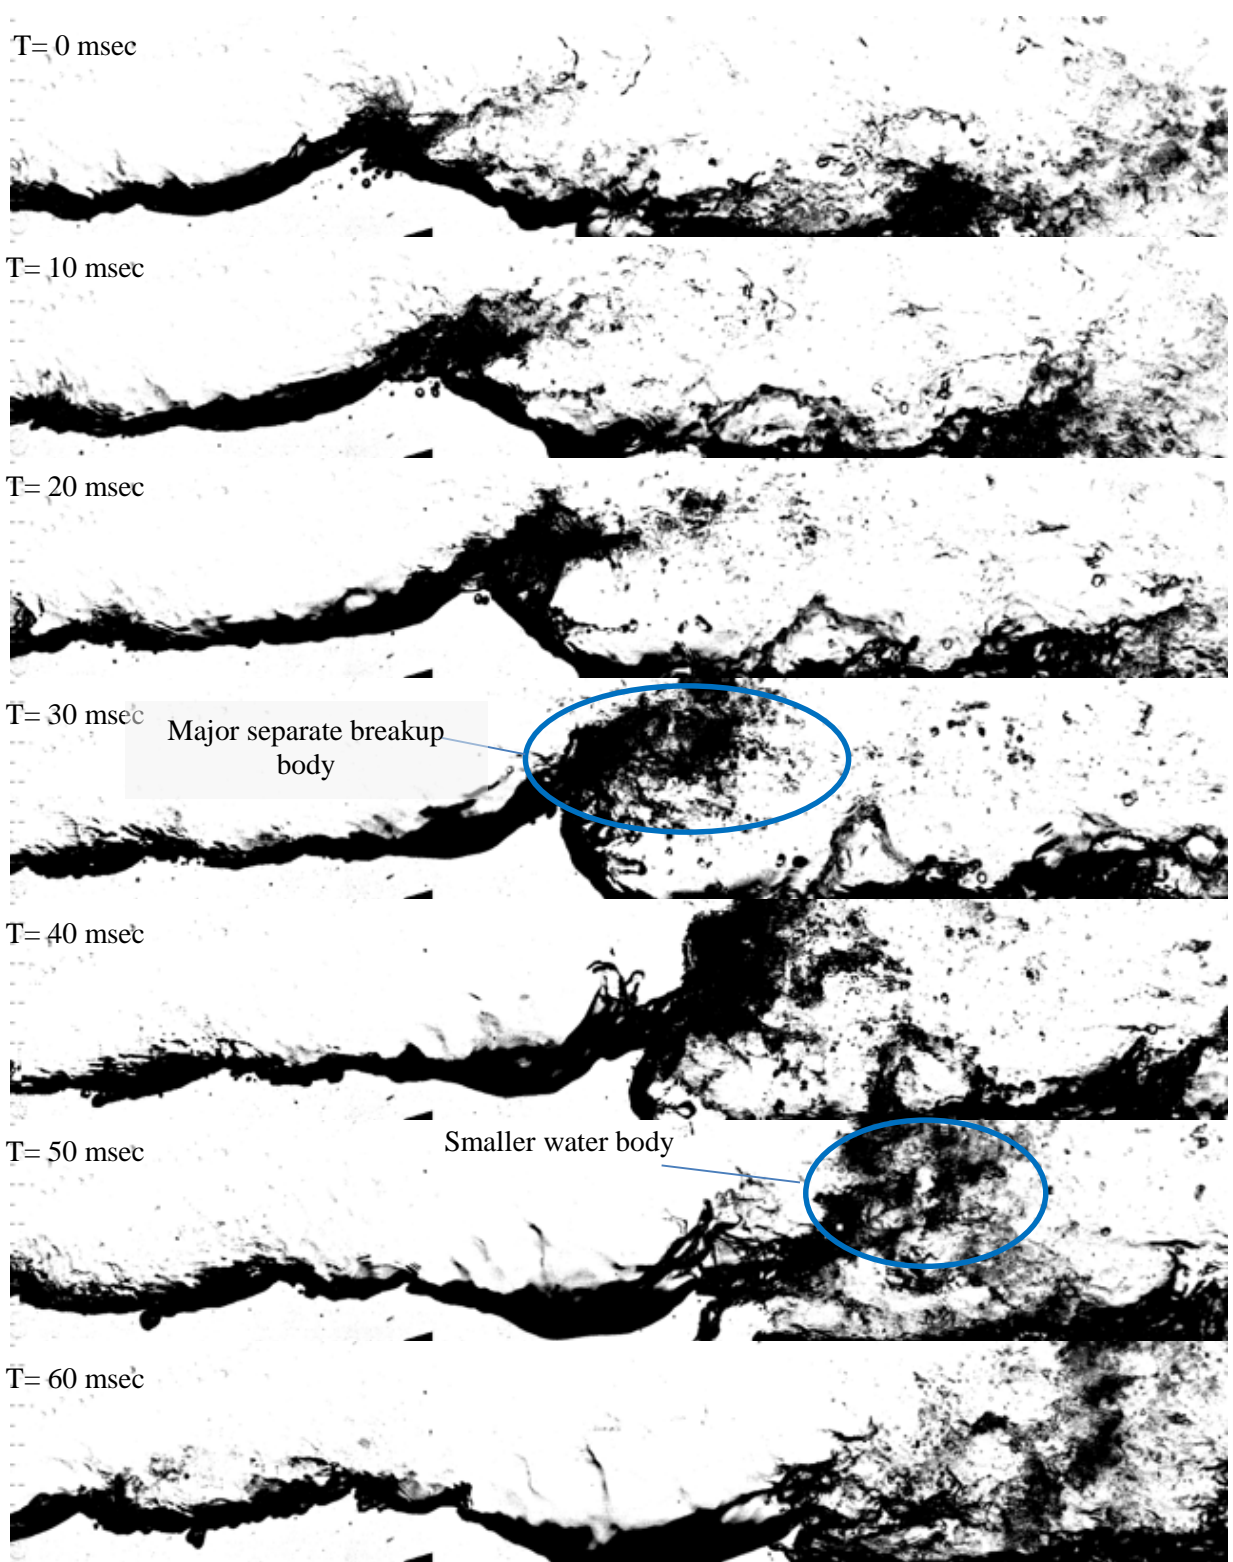 T= 0 msec
T= 10 msec
T= 20 msec
T= 30 msec
Major separate breakup
body
T= 40 msec
Smaller water body
T= 50 msec
T= 60 msec